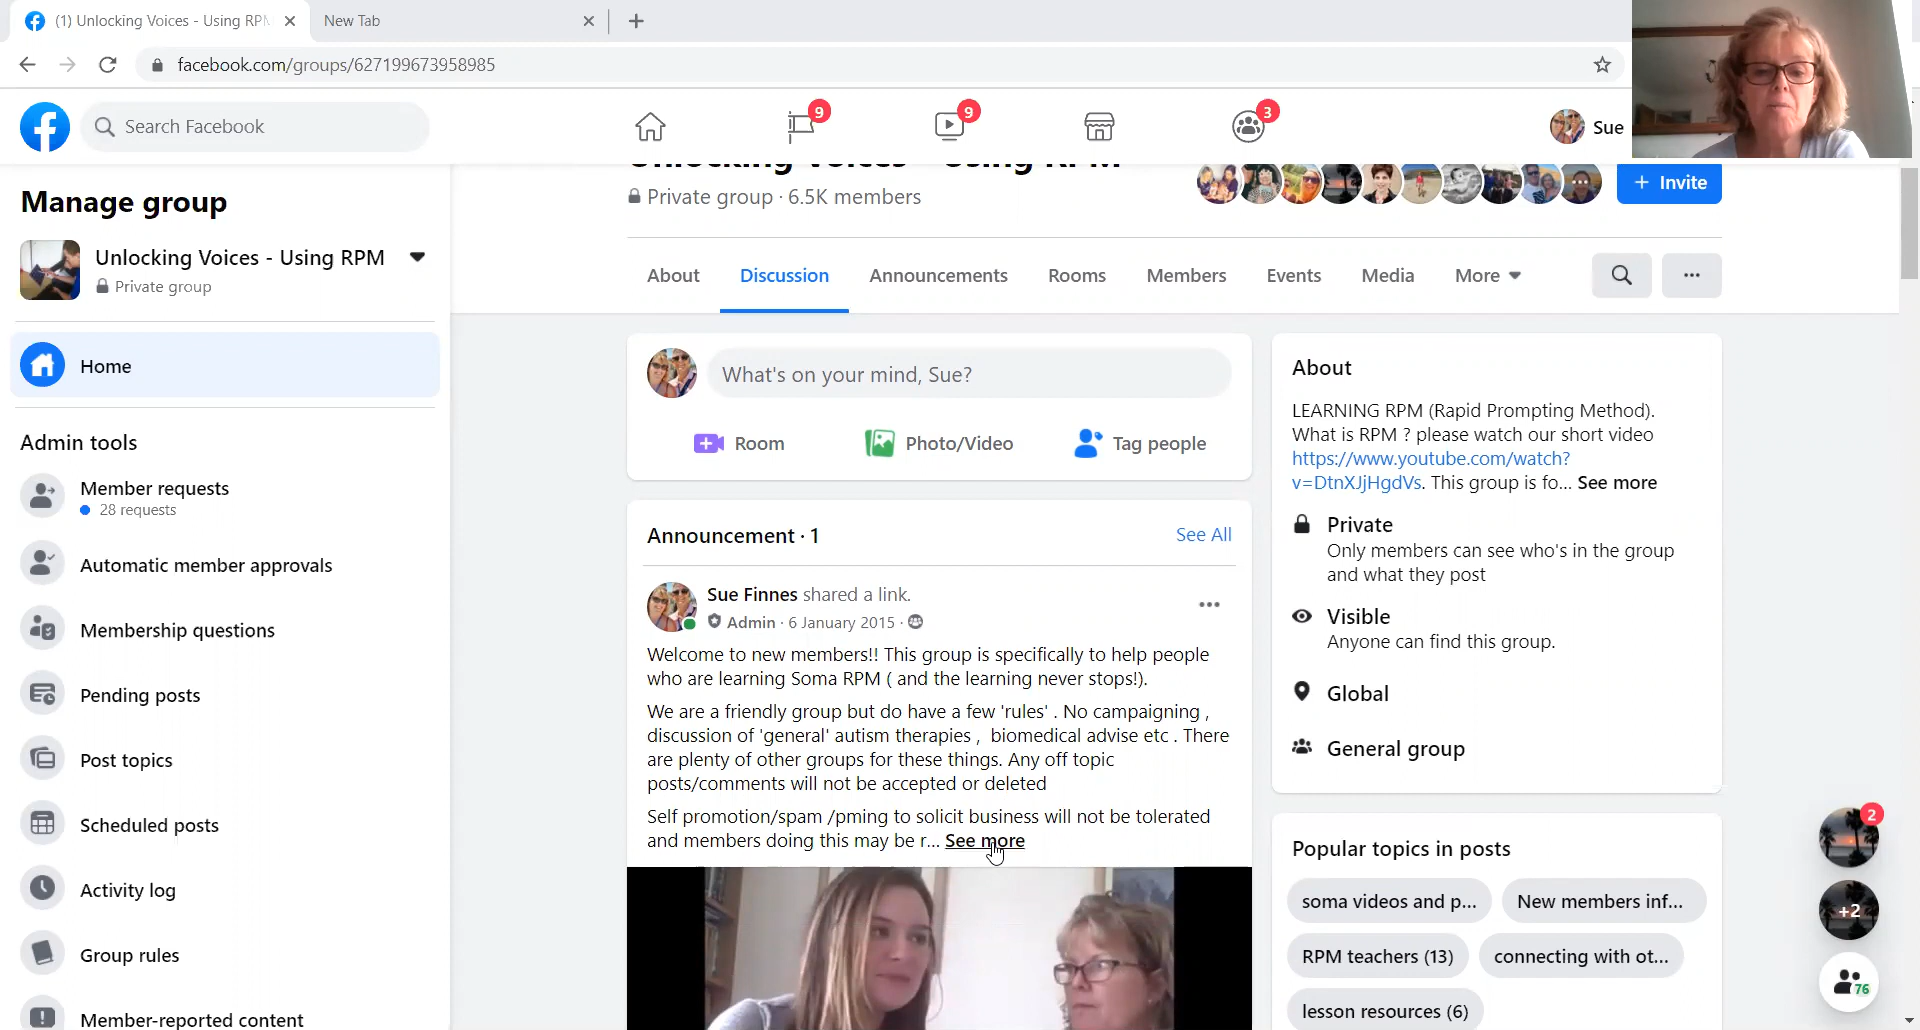 (1) Unlocking Voices - Using RPM
New Tab
facebook.com/groups/627199673958985
Search Facebook
9
9
3
Sue
Manage group
Unlocking Voices - Using RPM
Private group
Home
Admin tools
Member requests
28 requests
Automatic member approvals
Membership questions
Pending posts
Post topics
Scheduled posts
Activity log
Group rules
Member-reported content
Unlocking Voices - Using RPM
Private group · 6.5K members
+ Invite
About
Discussion
Announcements
Rooms
Members
Events
Media
More
What's on your mind, Sue?
Room
Photo/Video
Tag people
Announcement · 1
See All
Sue Finnes shared a link.
Admin · 6 January 2015 ·
Welcome to new members!! This group is specifically to help people
who are learning Soma RPM ( and the learning never stops!).
We are a friendly group but do have a few 'rules' . No campaigning ,
discussion of 'general' autism therapies , biomedical advise etc . There
are plenty of other groups for these things. Any off topic
posts/comments will not be accepted or deleted
Self promotion/spam /pming to solicit business will not be tolerated
and members doing this may be r... See more
About
LEARNING RPM (Rapid Prompting Method).
What is RPM ? please watch our short video
https://www.youtube.com/watch?
v=DtnXJjHgdVs. This group is fo... See more
Private
Only members can see who's in the group
and what they post
Visible
Anyone can find this group.
Global
General group
Popular topics in posts
soma videos and p...
New members inf...
RPM teachers (13)
connecting with ot...
lesson resources (6)
2
+2
76